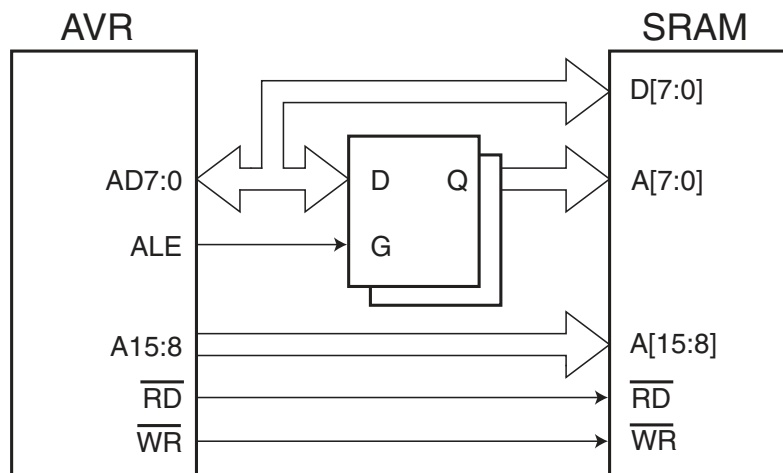 AVR
SRAM
D[7:0]
AD7:0
D
Q
A[7:0]
ALE
G
A15:8
A[15:8]
RD
RD
WR
WR